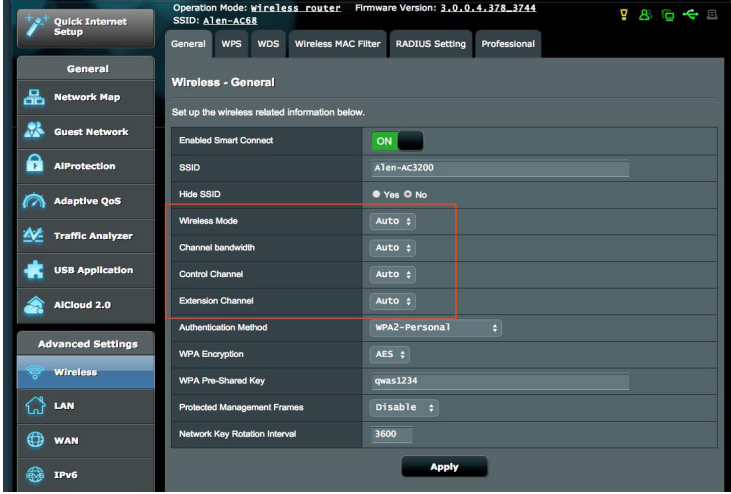 Quick Internet
Setup
Operation Mode: Wireless router Firmware Version: 3.0.0.4.378_3744
SSID: Alen-AC68
General WPS WDS Wireless MAC Filter RADIUS Setting Professional
General
Network Map
Guest Network
AiProtection
Adaptive QoS
Traffic Analyzer
USB Application
AiCloud 2.0
Advanced Settings
Wireless
LAN
WAN
IPv6
Wireless - General
Set up the wireless related information below.
Enabled Smart Connect ON
SSID Alen-AC3200
Hide SSID Yes No
Wireless Mode Auto
Channel bandwidth Auto
Control Channel Auto
Extension Channel Auto
Authentication Method WPA2-Personal
WPA Encryption AES
WPA Pre-Shared Key qwas1234
Protected Management Frames Disable
Network Key Rotation Interval 3600
Apply